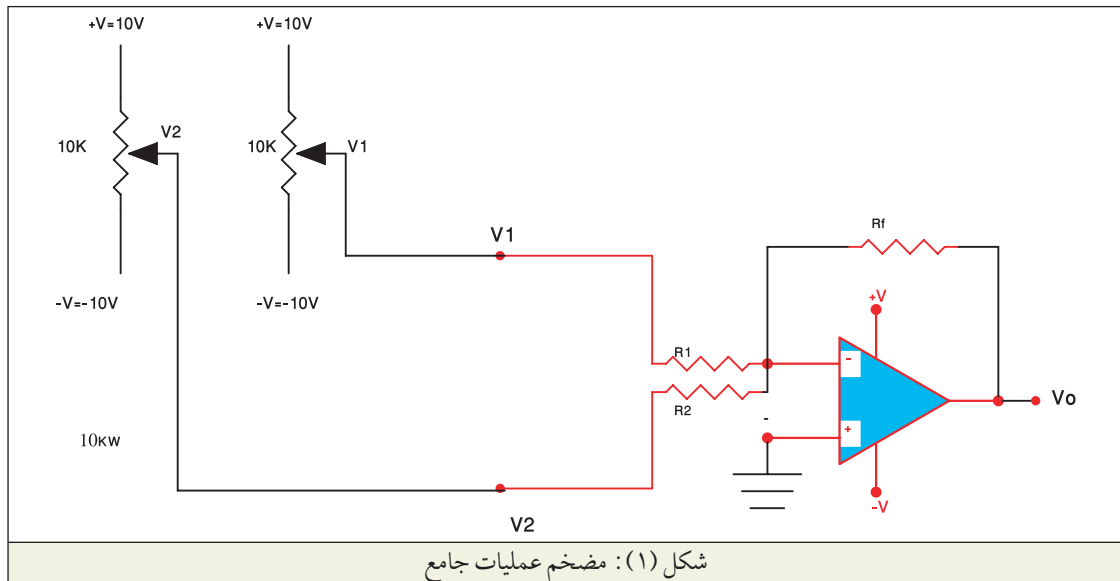 +V=10V
+V=10V
10K
V2
10K
V1
-V=-10V
-V=-10V
V1
Rf
+V
R1
-
R2
-
+
Vo
10KW
-V
V2
شكل (١): مضخم عمليات جامع